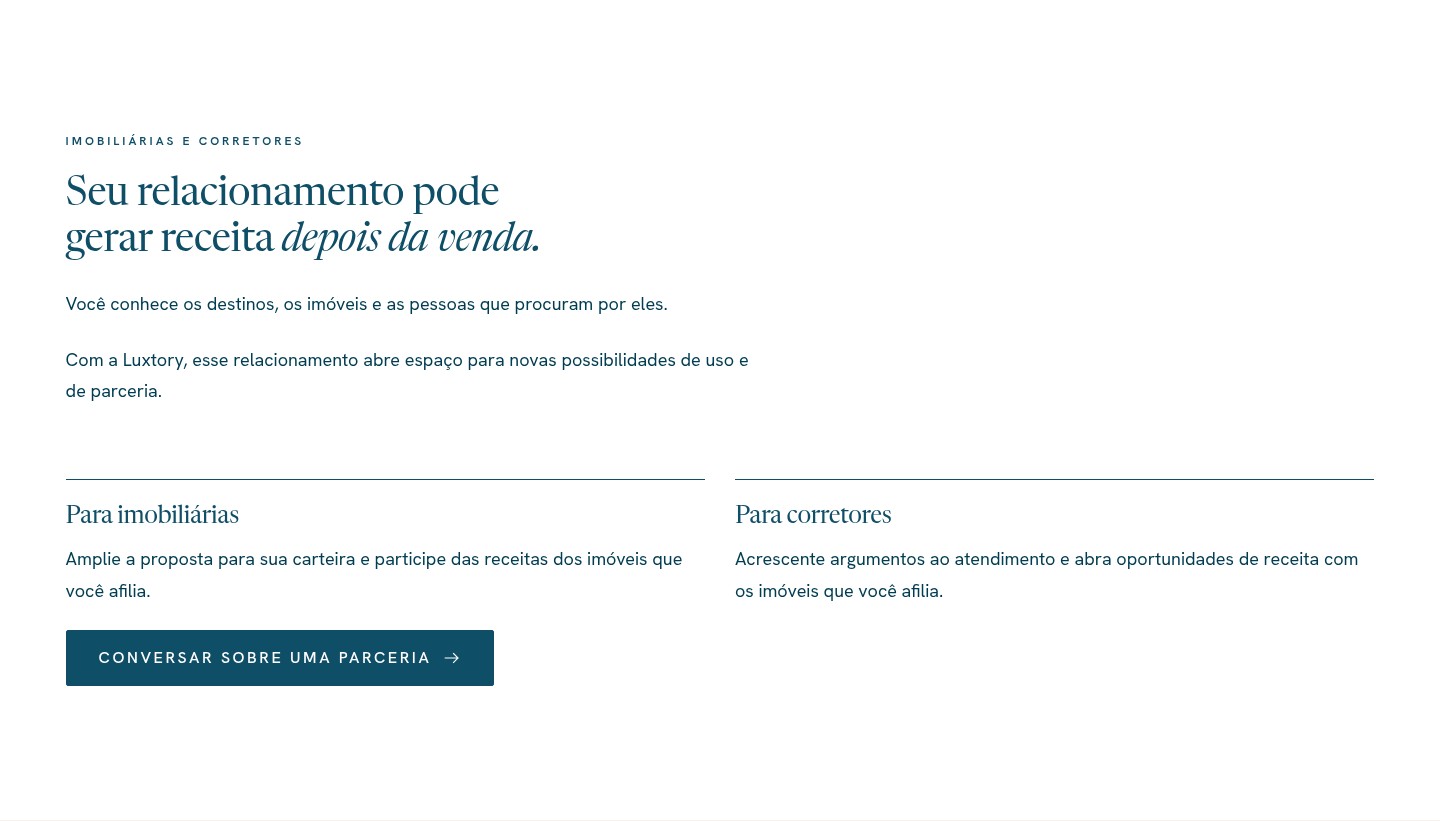 IMOBILIÁRIAS E CORRETORES
Seu relacionamento pode
gerar receita depois da venda.
Você conhece os destinos, os imóveis e as pessoas que procuram por eles.
Com a Luxtory, esse relacionamento abre espaço para novas possibilidades de uso e
de parceria.
Para imobiliárias
Amplie a proposta para sua carteira e participe das receitas dos imóveis que
você afilia.
CONVERSAR SOBRE UMA PARCERIA →
Para corretores
Acrescente argumentos ao atendimento e abra oportunidades de receita com
os imóveis que você afilia.